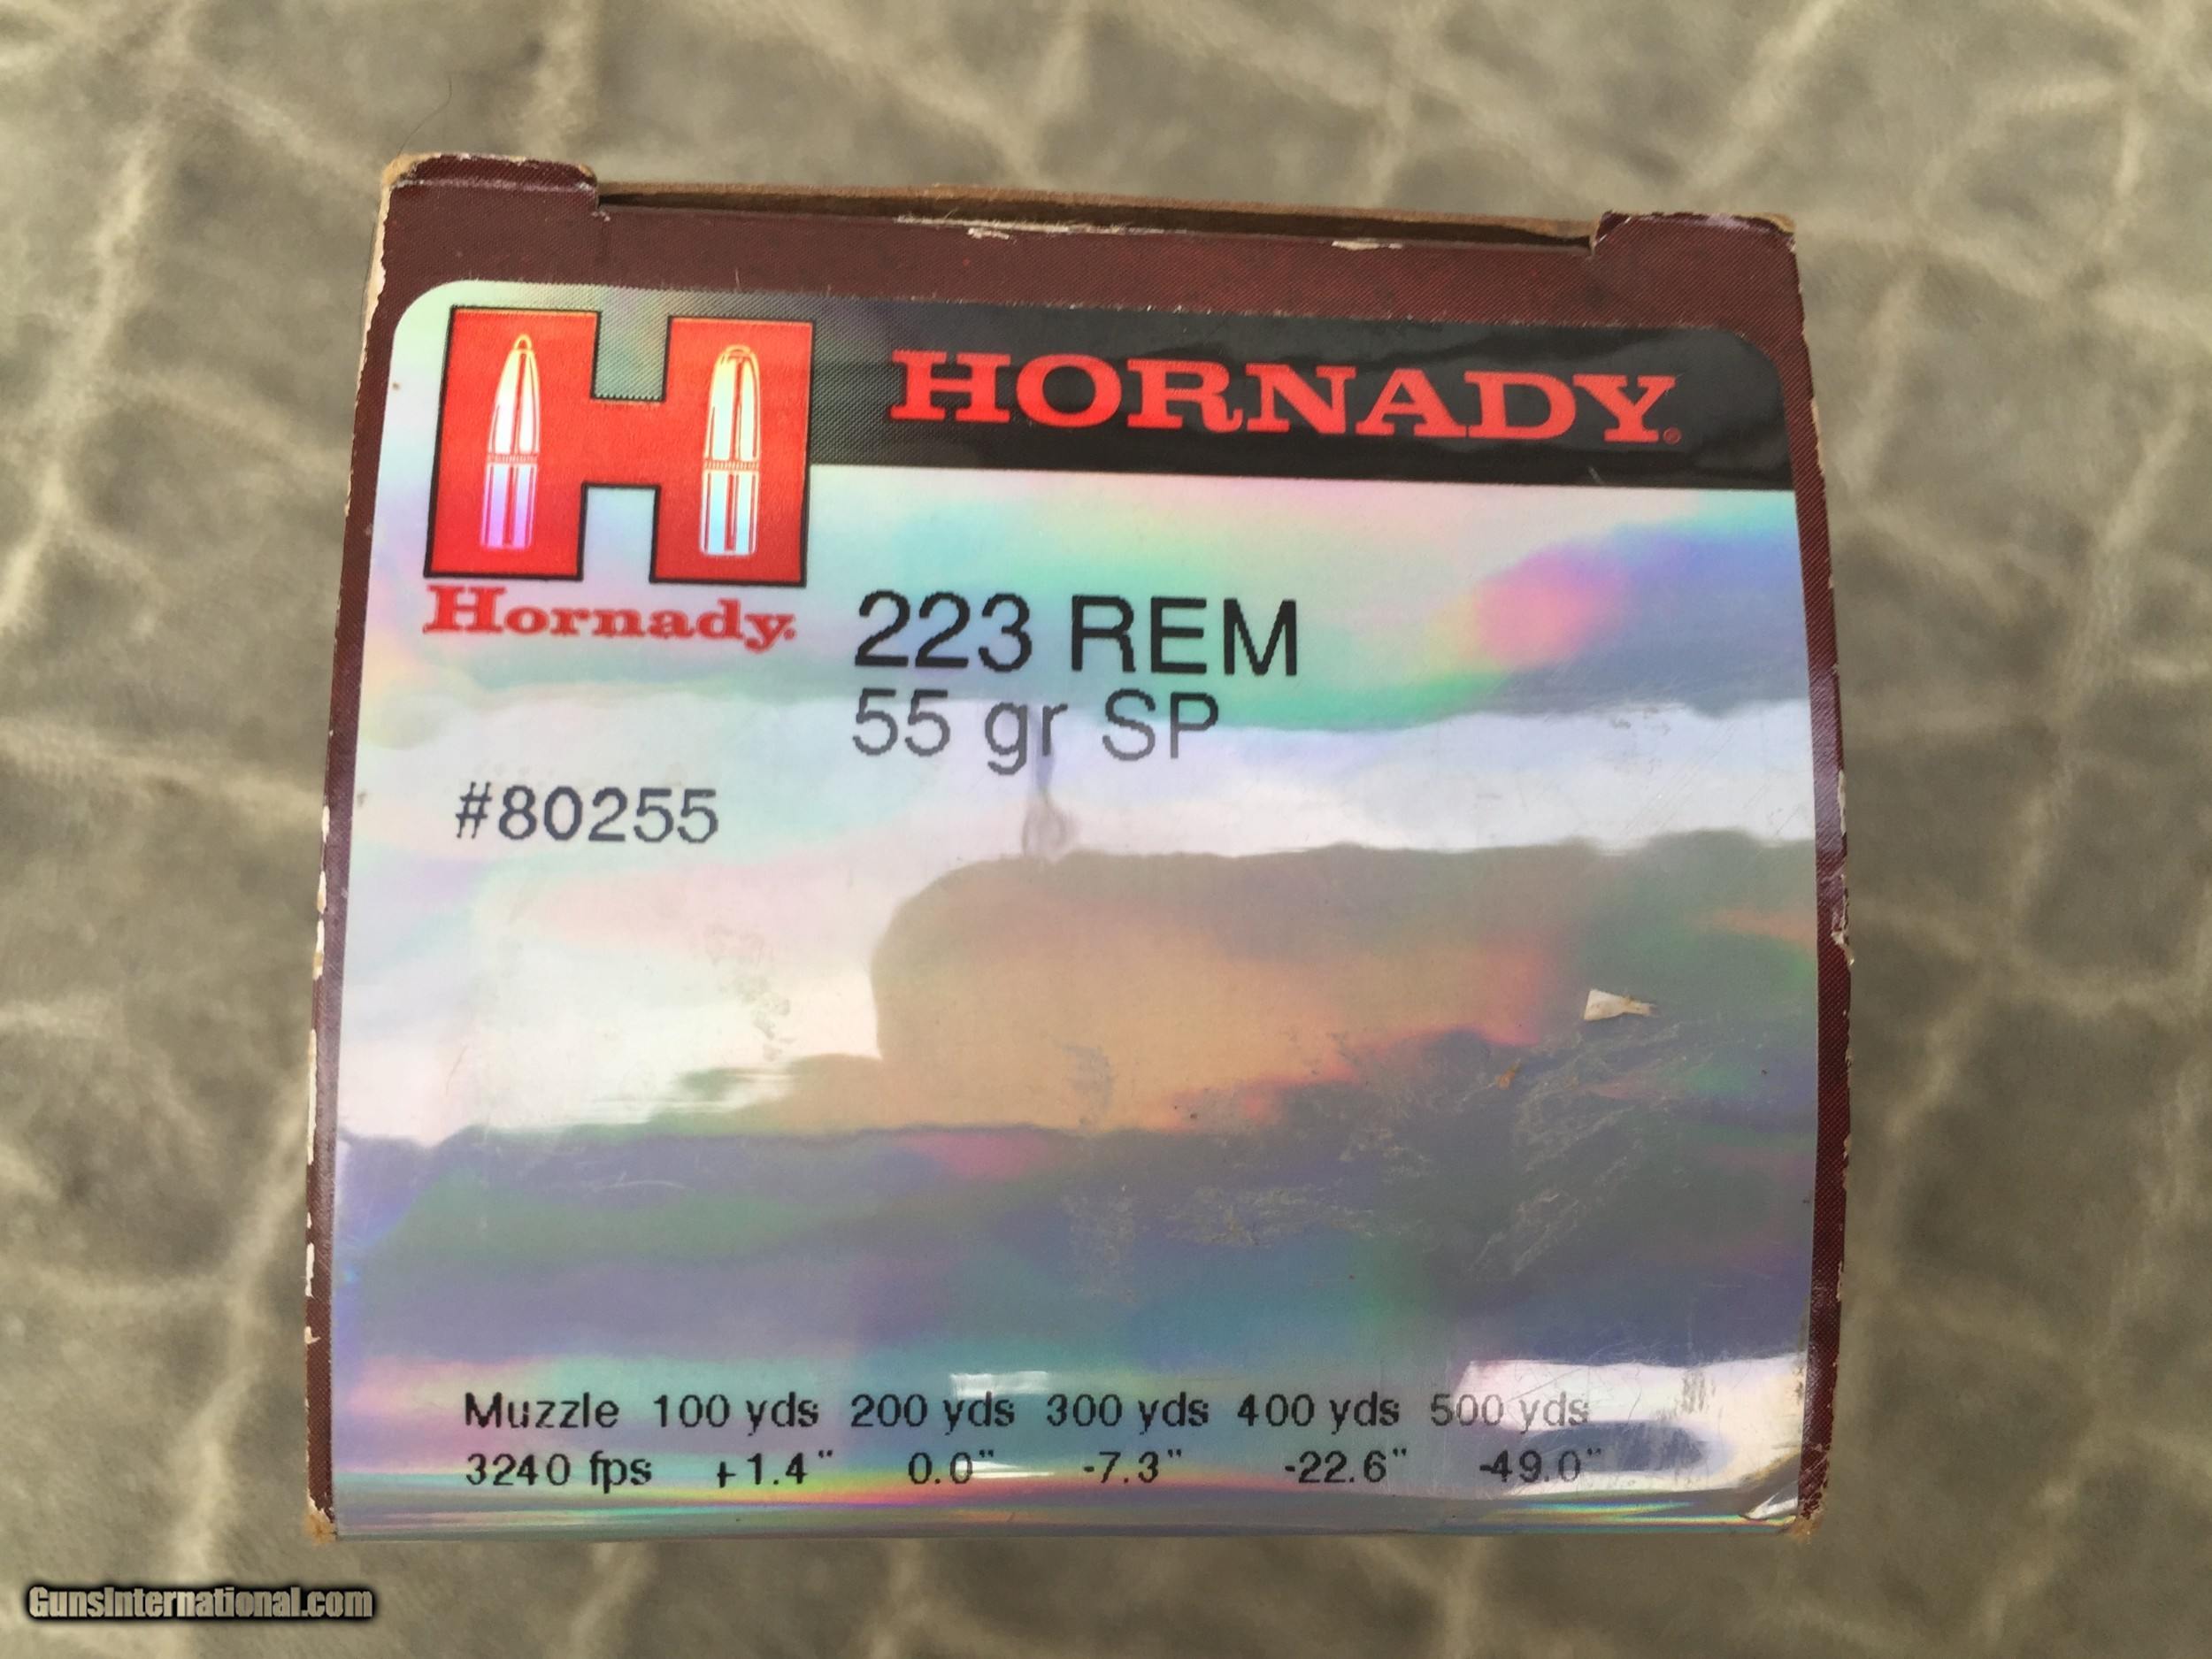 HORNADY®
Hornady®
223 REM
55 gr SP
#80255
Muzzle 100 yds 200 yds 300 yds 400 yds 500 yds
3240 fps +1.4" 0.0" -7.3" -22.6" -49.0"
GunsInternational.com